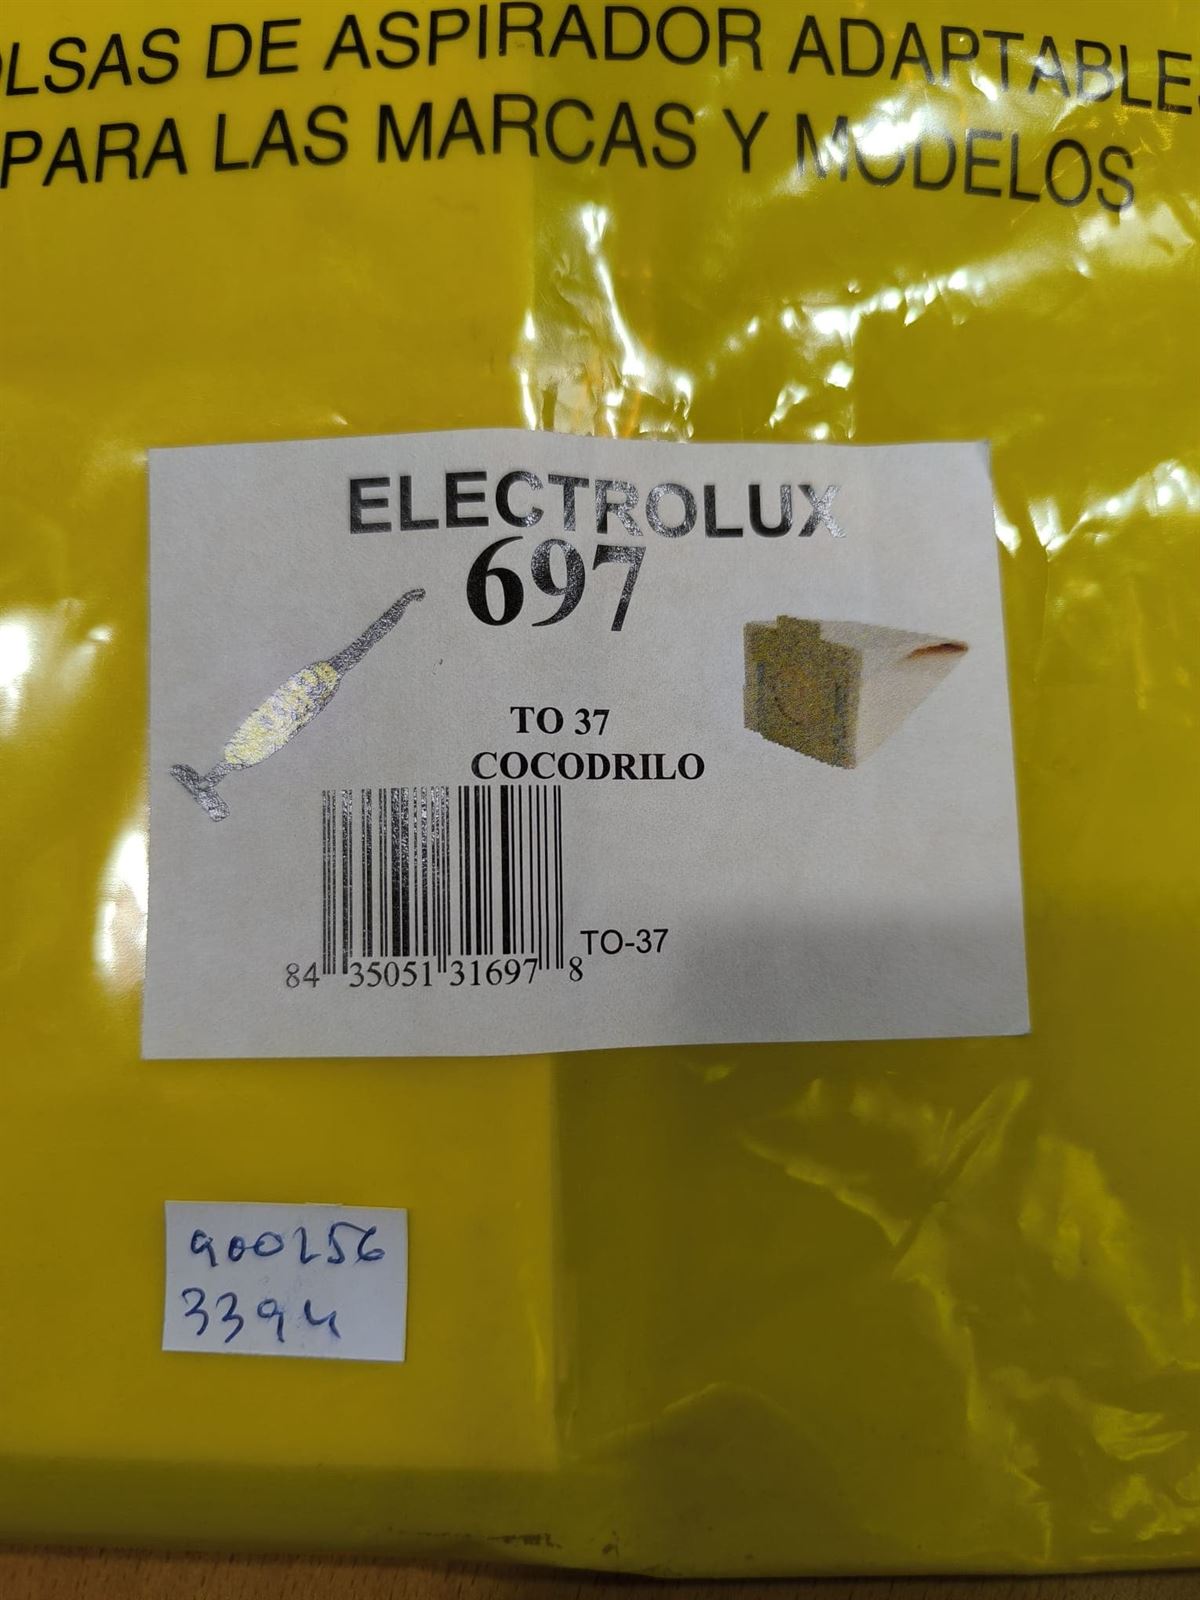 OLSAS DE ASPIRADOR ADAPTABLES
PARA LAS MARCAS Y MODELOS
ELECTROLUX
697
TO 37
COCODRILO
TO-37
84 35051 31697 8
900256
3394